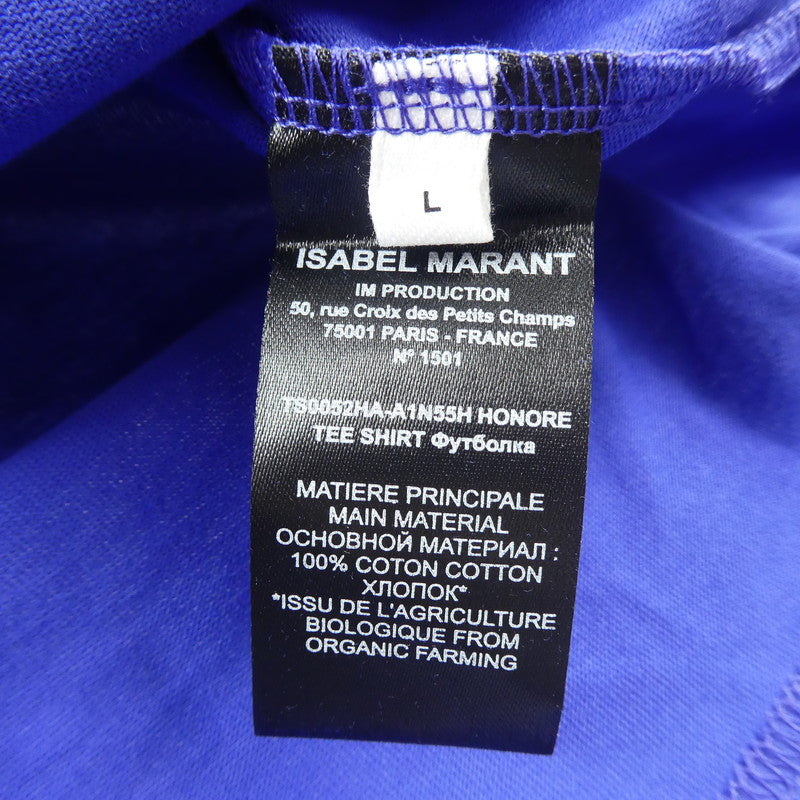 L
ISABEL MARANT
IM PRODUCTION
50, rue Croix des Petits Champs
75001 PARIS - FRANCE
N° 1501
TS0052HA-A1N55H HONORE
TEE SHIRT Футболка
MATIERE PRINCIPALE
MAIN MATERIAL
ОСНОВНОЙ МАТЕРИАЛ :
100% COTON COTTON
ХЛОПОК*
*ISSU DE L'AGRICULTURE
BIOLOGIQUE FROM
ORGANIC FARMING